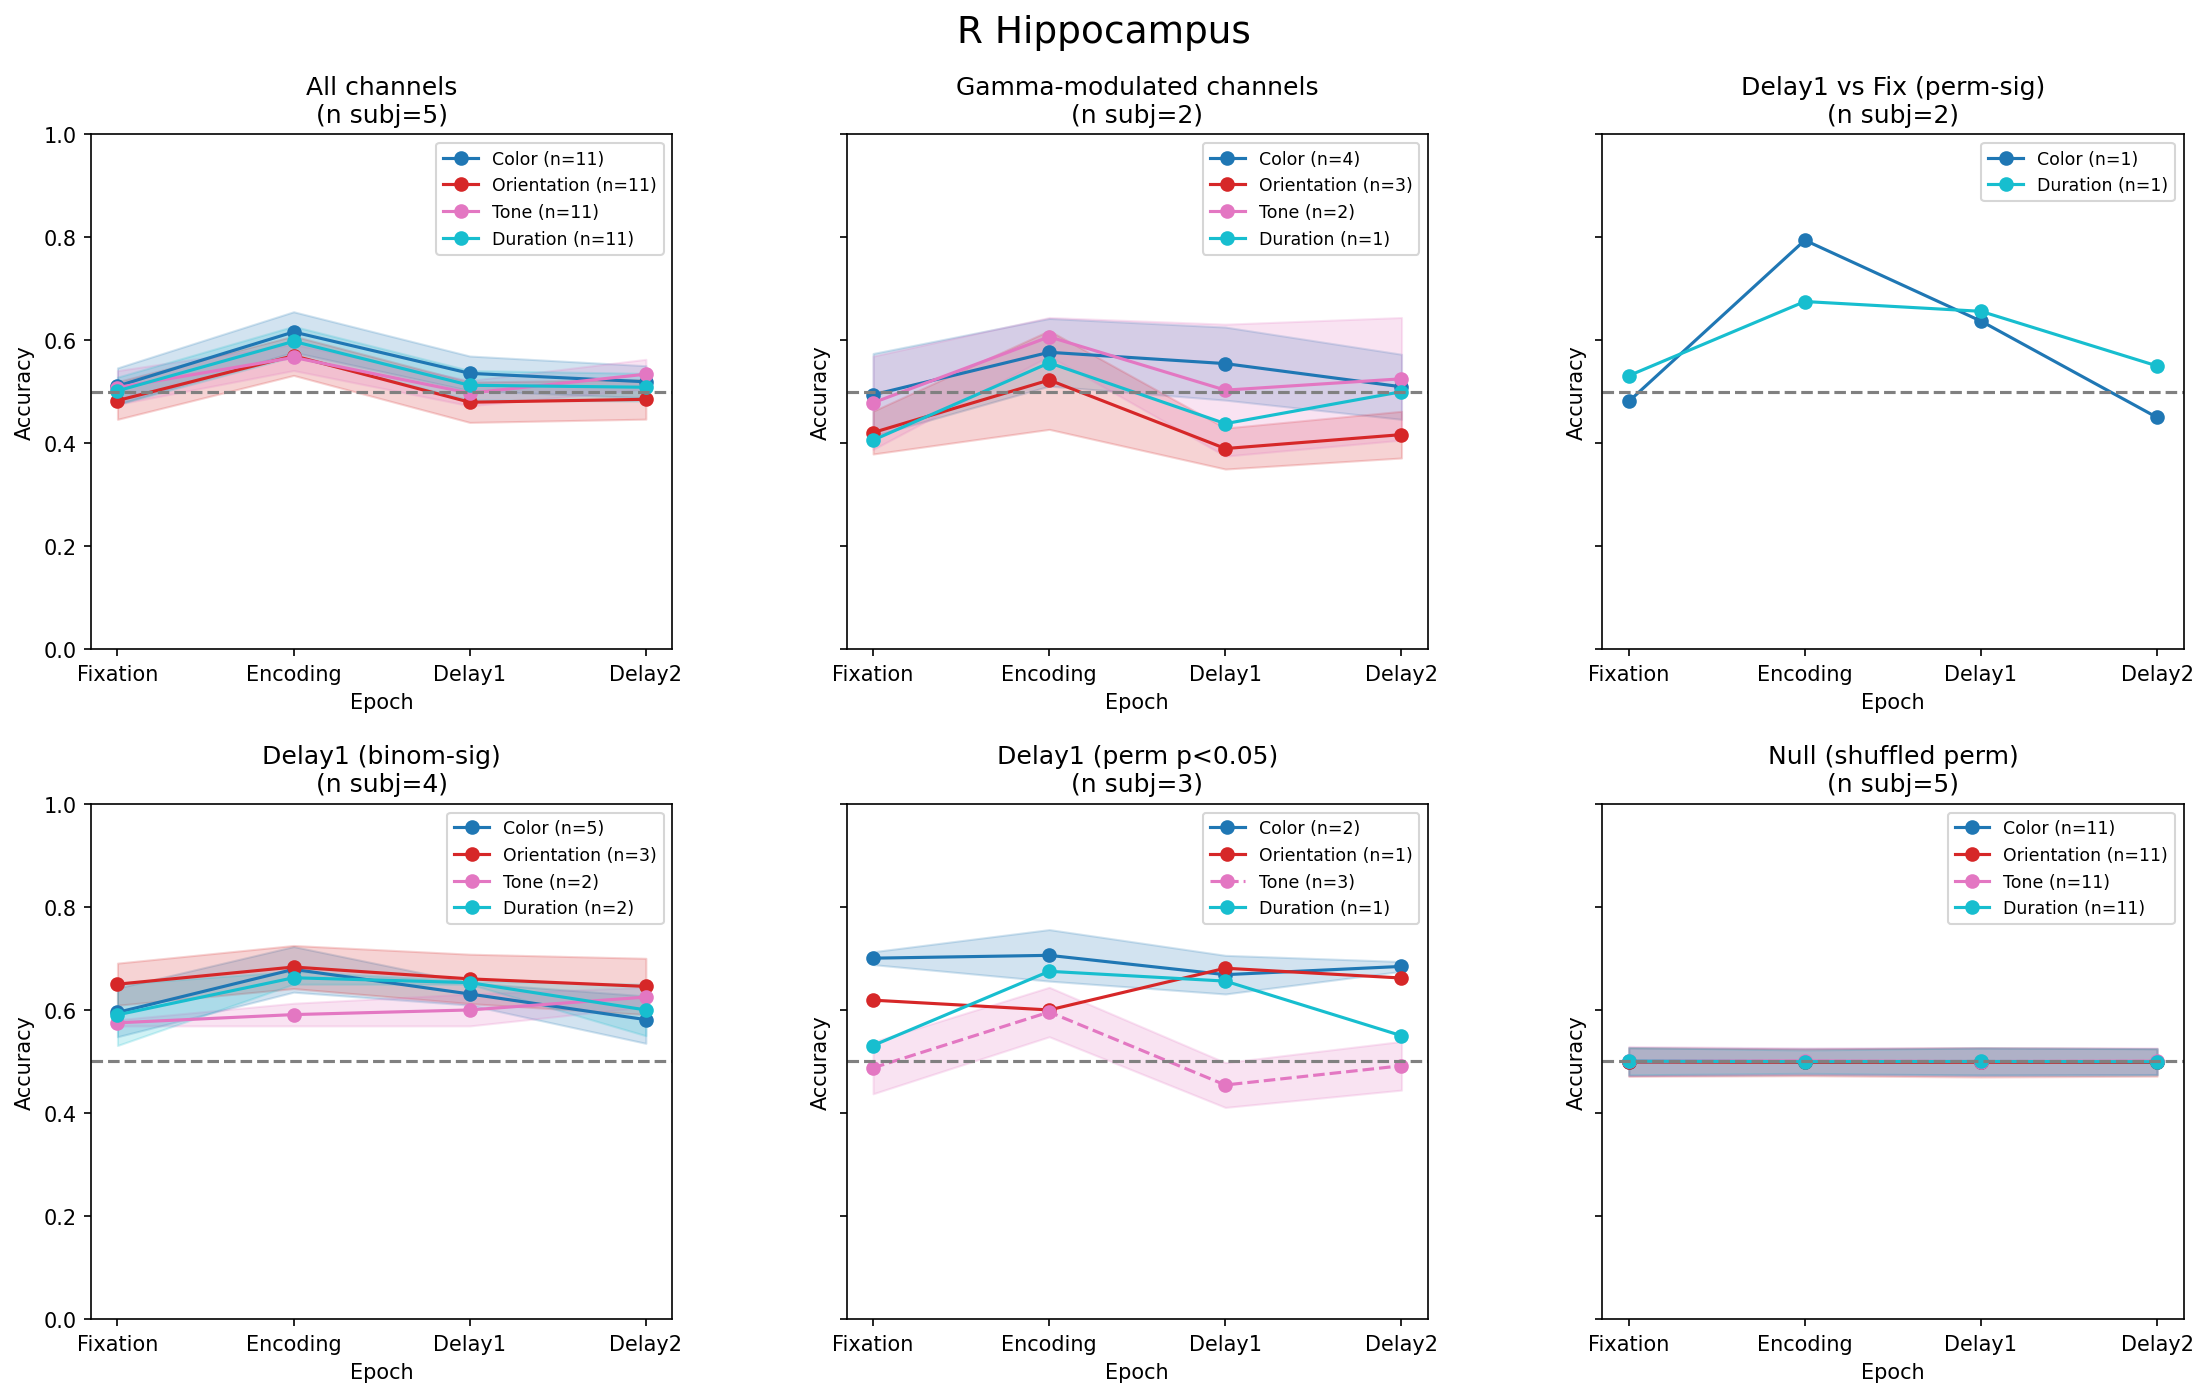 R Hippocampus
All channels
(n subj=5)
1.0
0.8
0.6
0.4
0.2
0.0
Accuracy
Color (n=11)
Orientation (n=11)
Tone (n=11)
Duration (n=11)
Fixation Encoding Delay1 Delay2
Epoch
Gamma-modulated channels
(n subj=2)
Accuracy
Color (n=4)
Orientation (n=3)
Tone (n=2)
Duration (n=1)
Fixation Encoding Delay1 Delay2
Epoch
Delay1 vs Fix (perm-sig)
(n subj=2)
Accuracy
Color (n=1)
Duration (n=1)
Fixation Encoding Delay1 Delay2
Epoch
Delay1 (binom-sig)
(n subj=4)
1.0
0.8
0.6
0.4
0.2
0.0
Accuracy
Color (n=5)
Orientation (n=3)
Tone (n=2)
Duration (n=2)
Fixation Encoding Delay1 Delay2
Epoch
Delay1 (perm p<0.05)
(n subj=3)
Accuracy
Color (n=2)
Orientation (n=1)
Tone (n=3)
Duration (n=1)
Fixation Encoding Delay1 Delay2
Epoch
Null (shuffled perm)
(n subj=5)
Accuracy
Color (n=11)
Orientation (n=11)
Tone (n=11)
Duration (n=11)
Fixation Encoding Delay1 Delay2
Epoch